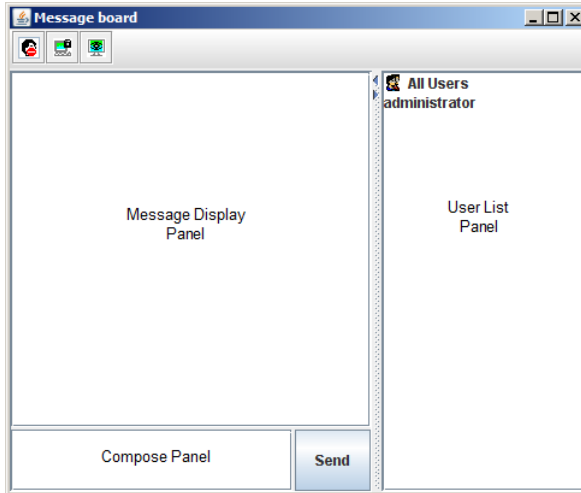 Message board
All Users
administrator
Message Display
Panel
User List
Panel
Compose Panel
Send